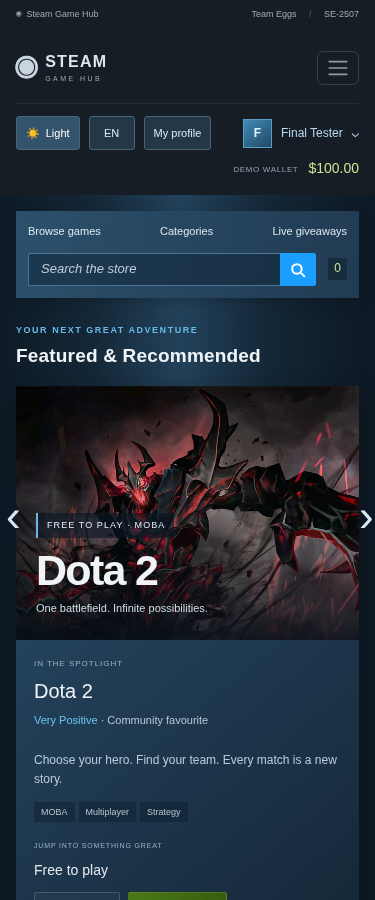 Steam Game Hub
Team Eggs / SE-2507
STEAM
GAME HUB
Light
EN
My profile
F
Final Tester
DEMO WALLET $100.00
Browse games
Categories
Live giveaways
Search the store
0
YOUR NEXT GREAT ADVENTURE
Featured & Recommended
FREE TO PLAY · MOBA
Dota 2
One battlefield. Infinite possibilities.
IN THE SPOTLIGHT
Dota 2
Very Positive · Community favourite
Choose your hero. Find your team. Every match is a new
story.
MOBA
Multiplayer
Strategy
JUMP INTO SOMETHING GREAT
Free to play